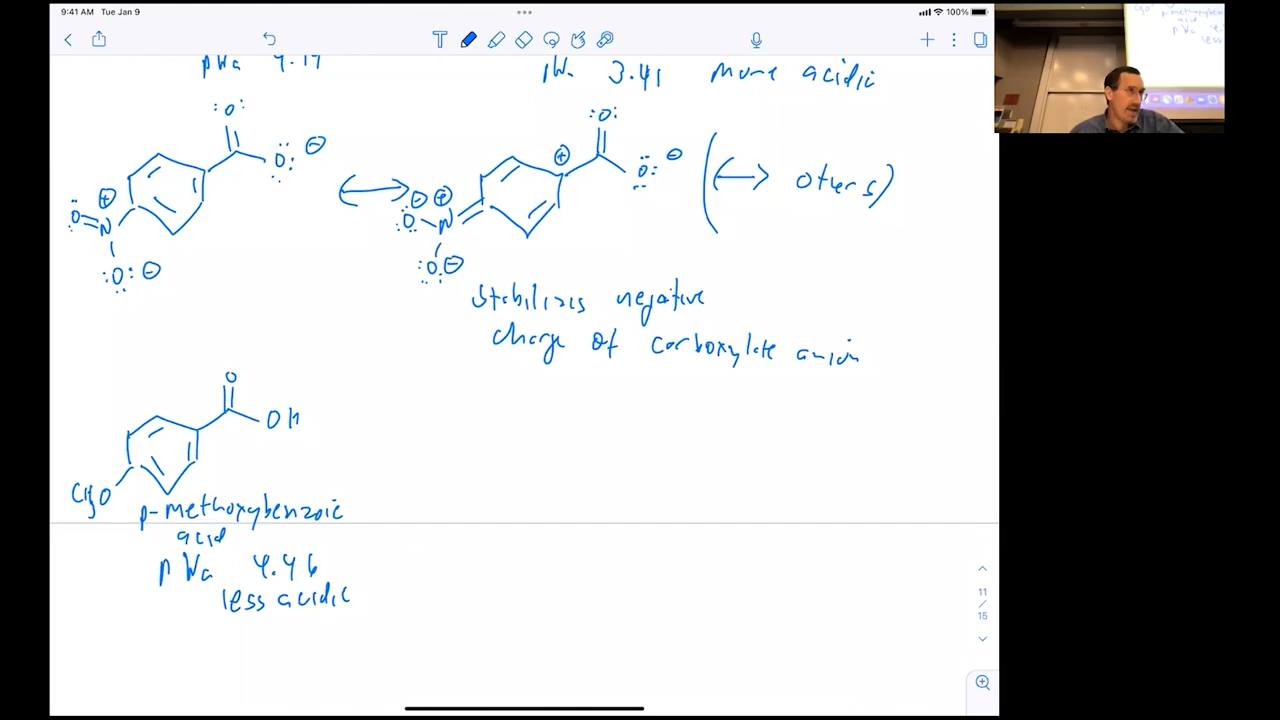 9:41 AM Tue Jan 9
100%
pKa 4.19
pKa 3.41 more acidic
:O:
:O:
O: ⊖
O: ⊖
(↔ others)
⊕
⊕
O=N
:O: ⊖
↔
⊖ ⊕
O-N
:O: ⊖
stabilizes negative
charge of carboxylate anion
O
OH
CH3O
p-methoxybenzoic
acid
pKa 4.46
less acidic
11
/
15